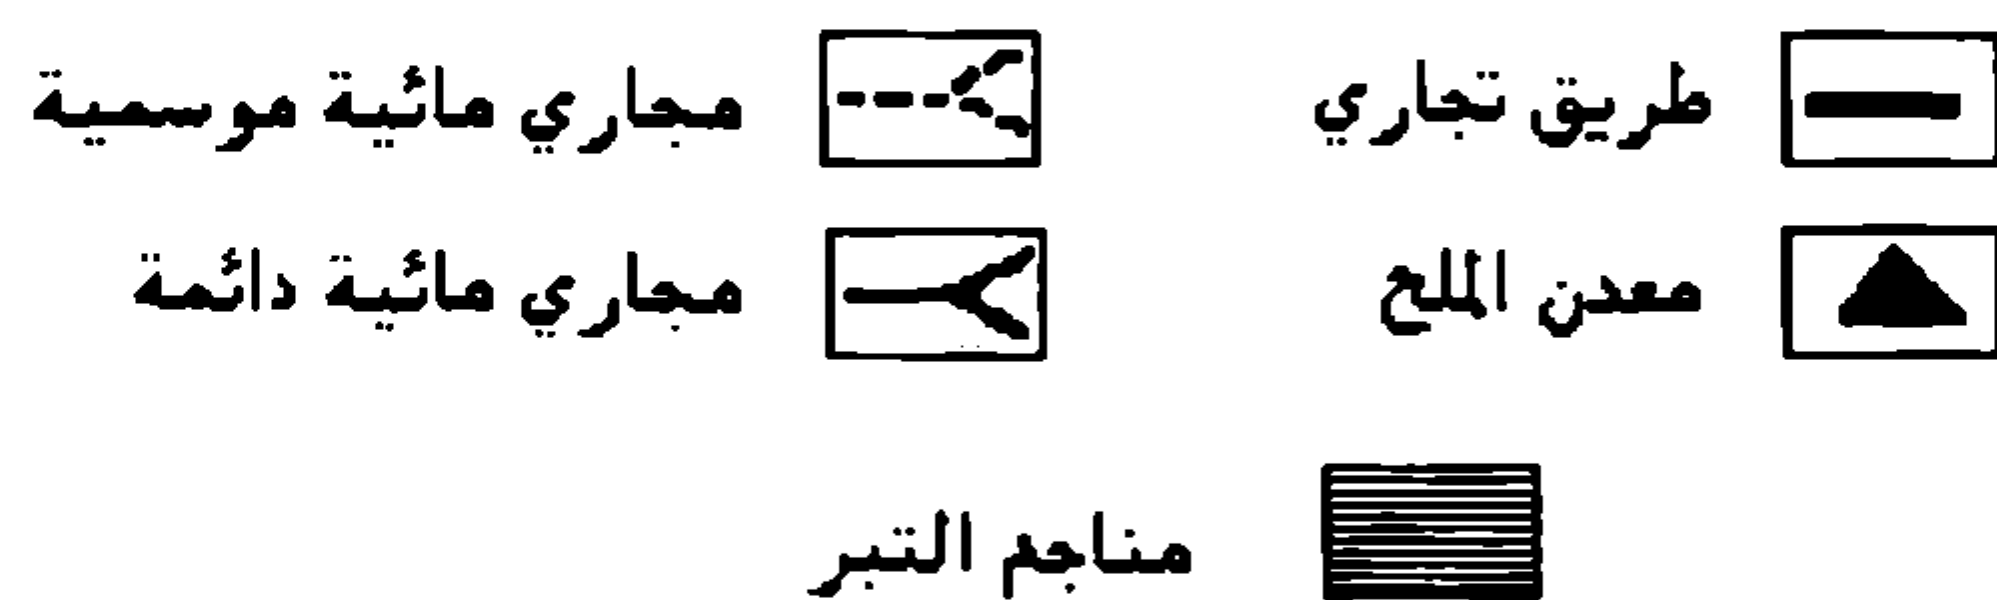 طريق تجاري
مجاري مائية موسمية
معدن الملح
مجاري مائية دائمة
مناجم التبر